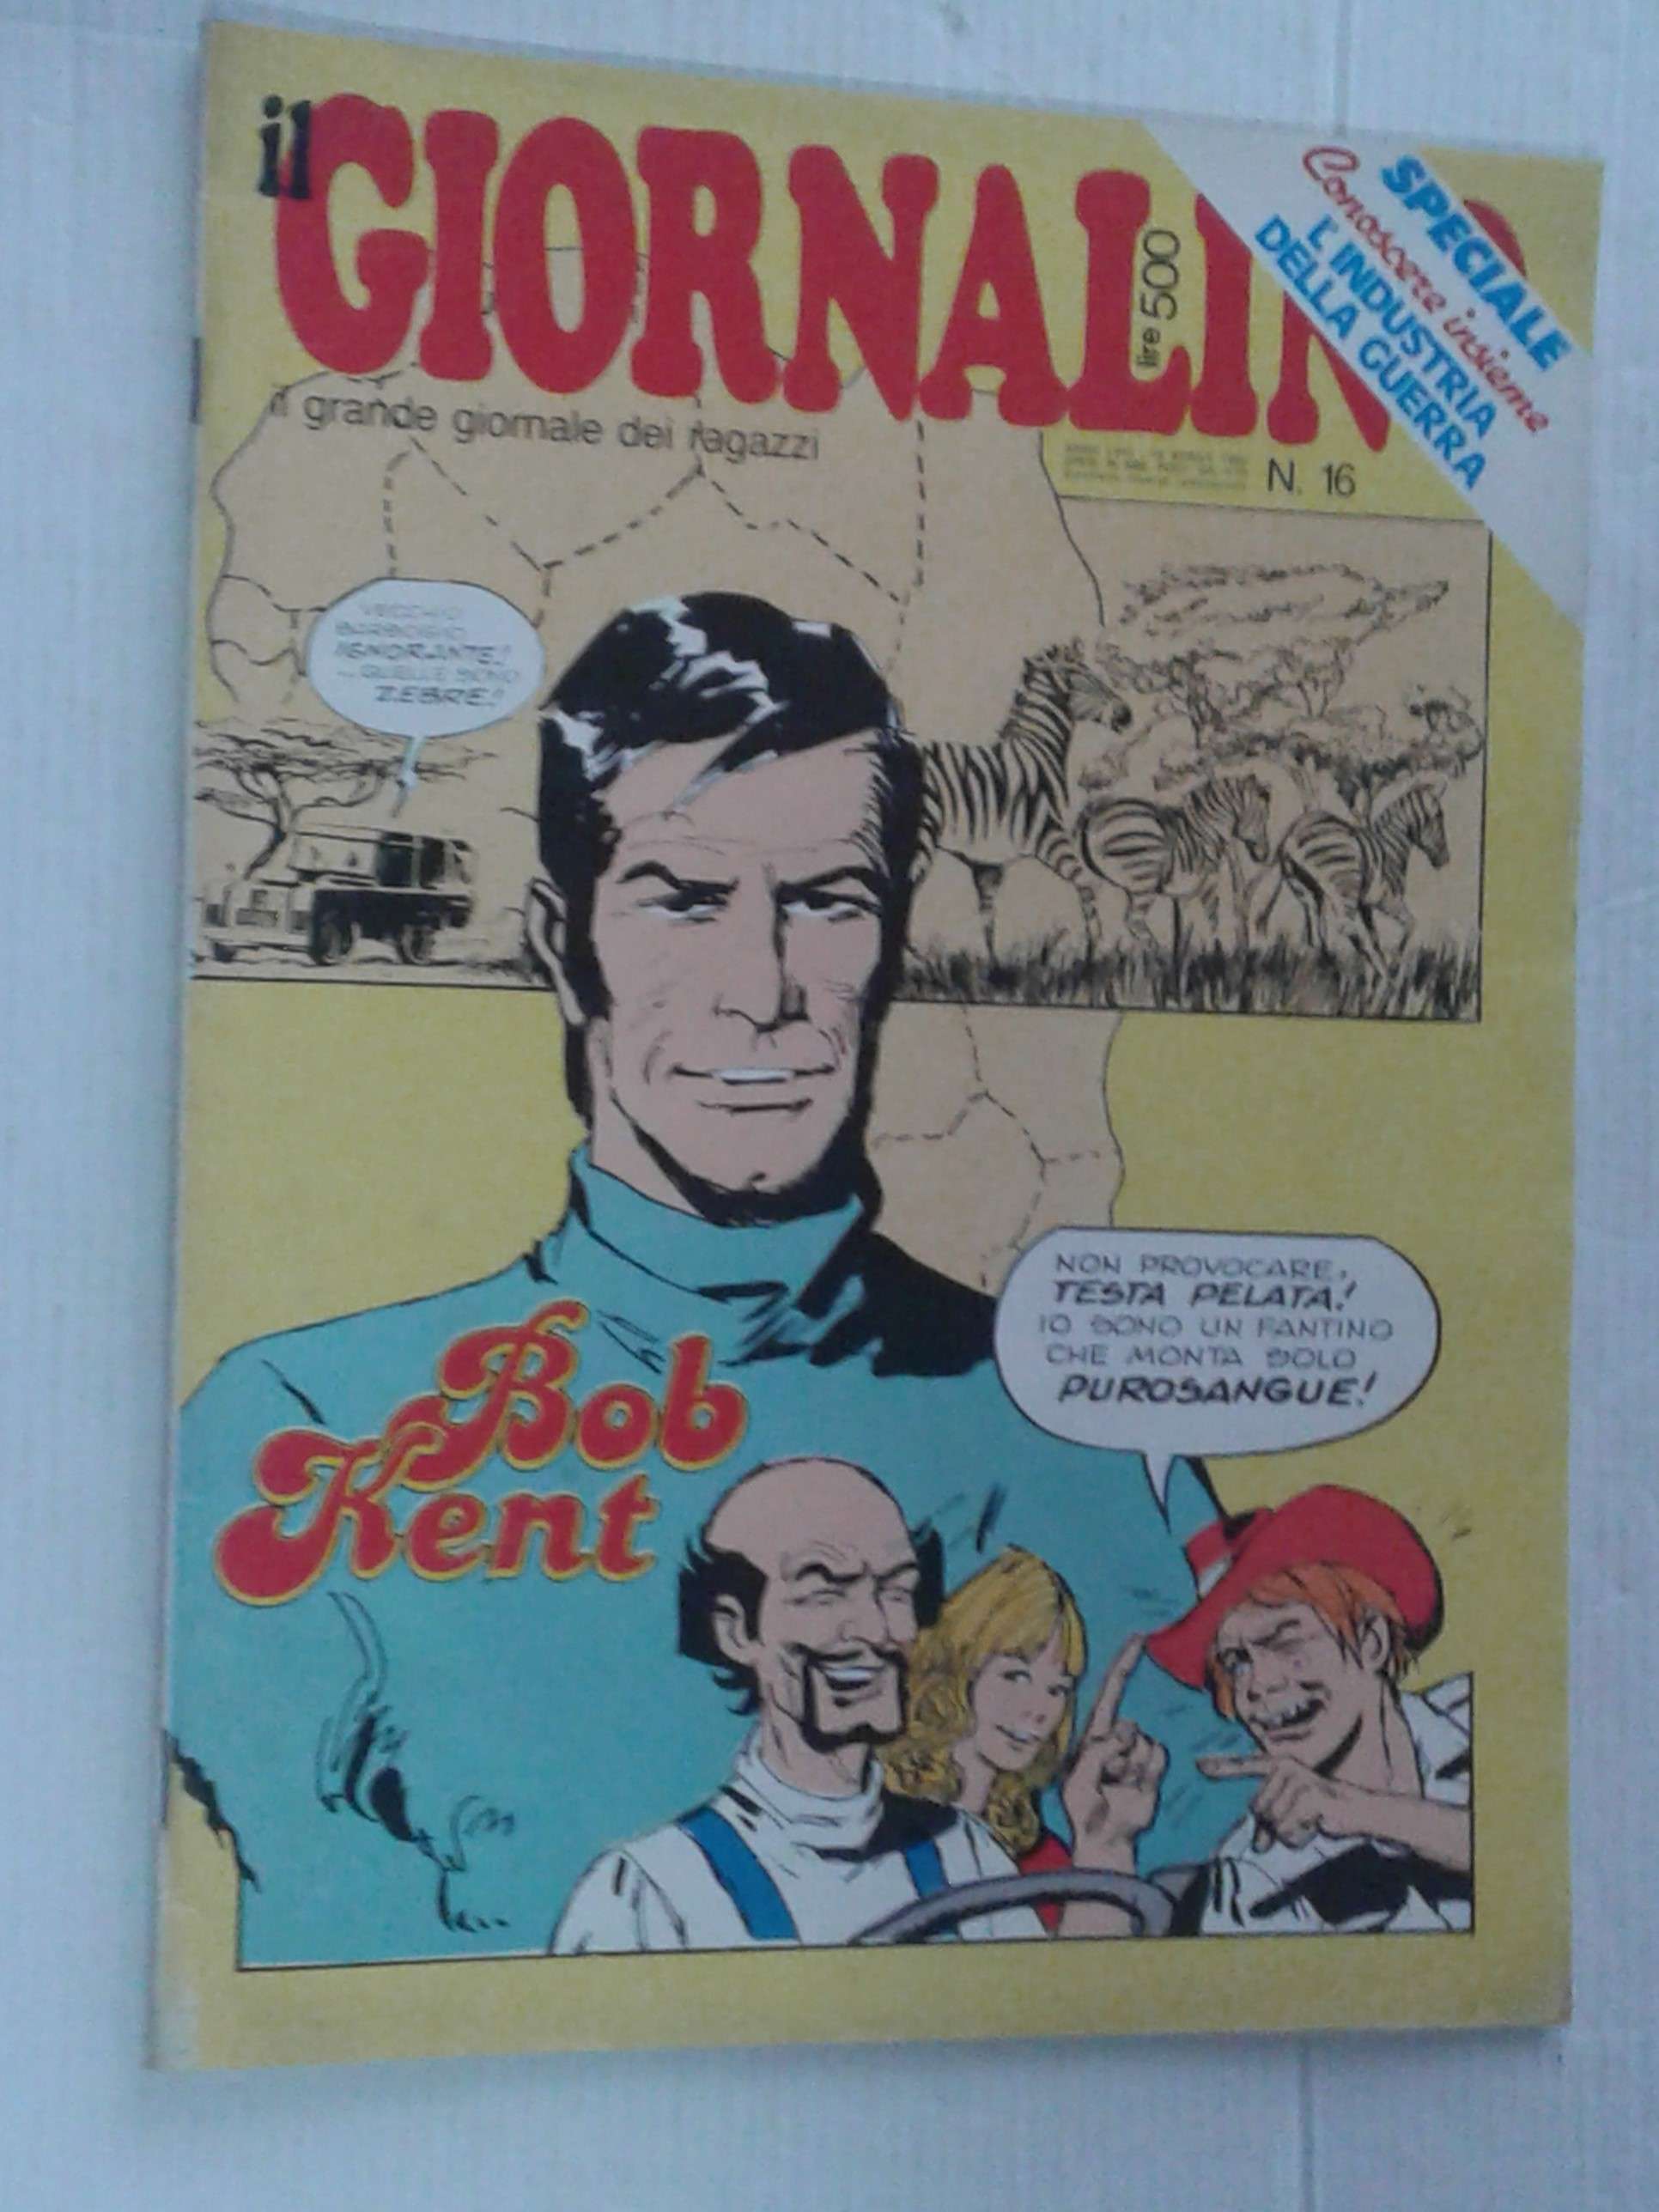 il GIORNALIN
lire 500
SPECIALE
Conoscere insieme
L'INDUSTRIA
DELLA GUERRA
il grande giornale dei ragazzi
N. 16
VECCHIO
BARBOGIO
IGNORANTE!
...QUELLE SONO
ZEBRE!
NON PROVOCARE,
TESTA PELATA!
IO SONO UN FANTINO
CHE MONTA SOLO
PUROSANGUE!
Bob
Kent